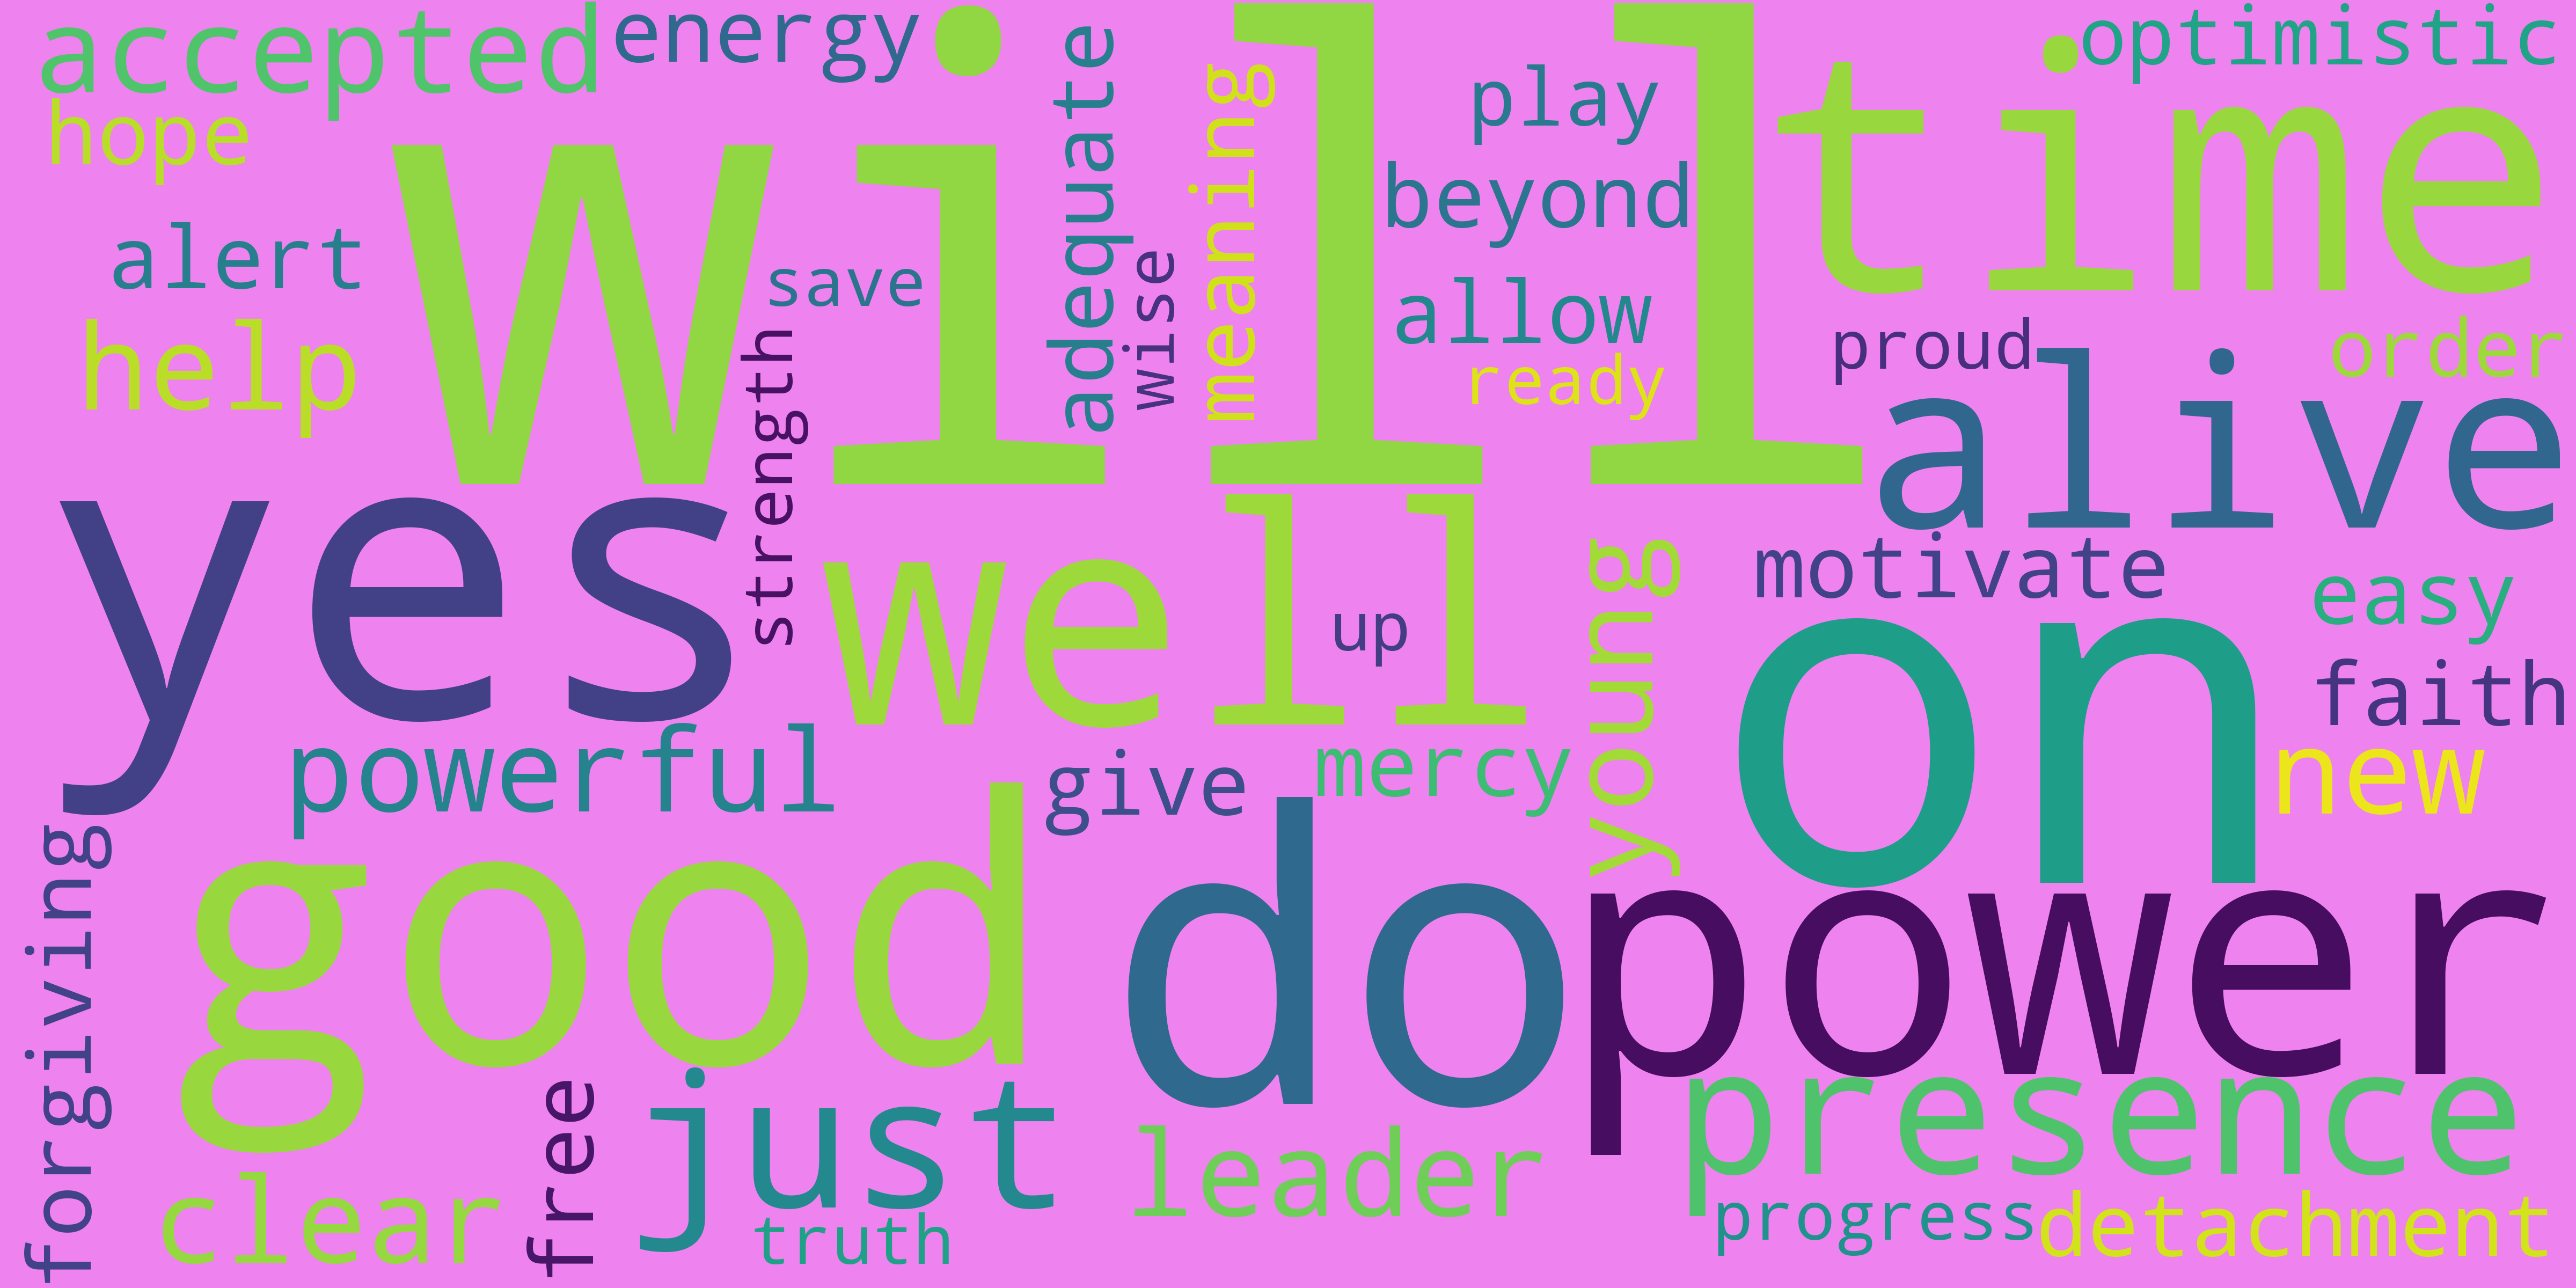 accepted
energy
will
time
optimistic
hope
adequate
meaning
play
beyond
alert
save
wise
allow
help
strength
ready
proud
order
alive
yes
well
up
young
motivate
easy
on
faith
powerful
give
mercy
new
forgiving
good
do
power
free
just
leader
presence
clear
truth
progress
detachment